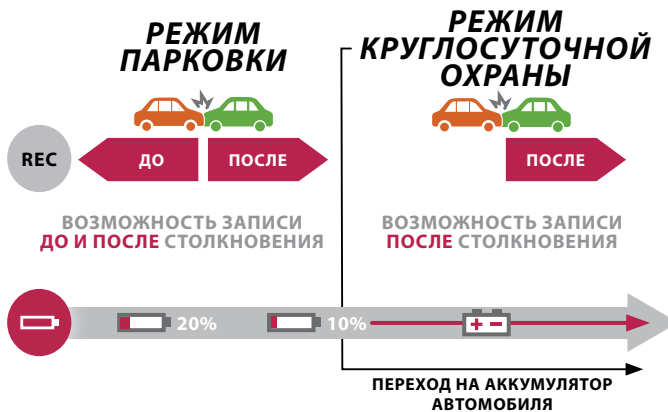 РЕЖИМ
ПАРКОВКИ
РЕЖИМ
КРУГЛОСУТОЧНОЙ
ОХРАНЫ
REC
ДО
ПОСЛЕ
ПОСЛЕ
ВОЗМОЖНОСТЬ ЗАПИСИ
ДО И ПОСЛЕ СТОЛКНОВЕНИЯ
ВОЗМОЖНОСТЬ ЗАПИСИ
ПОСЛЕ СТОЛКНОВЕНИЯ
20%
10%
ПЕРЕХОД НА АККУМУЛЯТОР
АВТОМОБИЛЯ